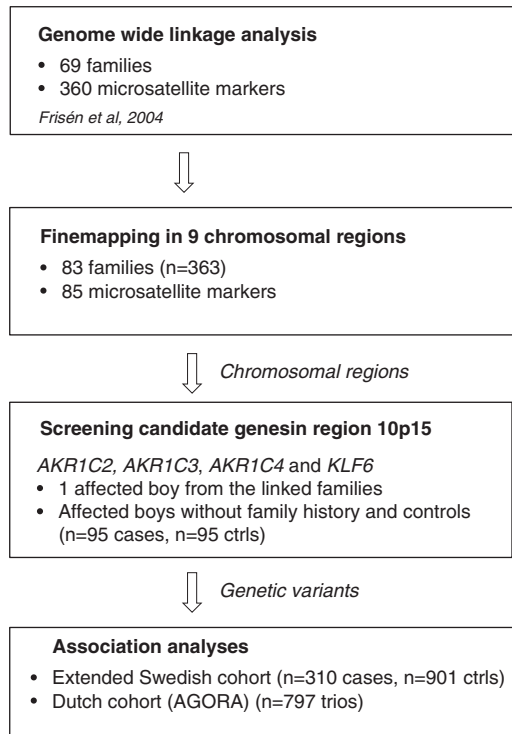 Genome wide linkage analysis
• 69 families
• 360 microsatellite markers
Frisén et al, 2004
Finemapping in 9 chromosomal regions
• 83 families (n=363)
• 85 microsatellite markers
Chromosomal regions
Screening candidate genesin region 10p15
AKR1C2, AKR1C3, AKR1C4 and KLF6
• 1 affected boy from the linked families
• Affected boys without family history and controls
(n=95 cases, n=95 ctrls)
Genetic variants
Association analyses
• Extended Swedish cohort (n=310 cases, n=901 ctrls)
• Dutch cohort (AGORA) (n=797 trios)